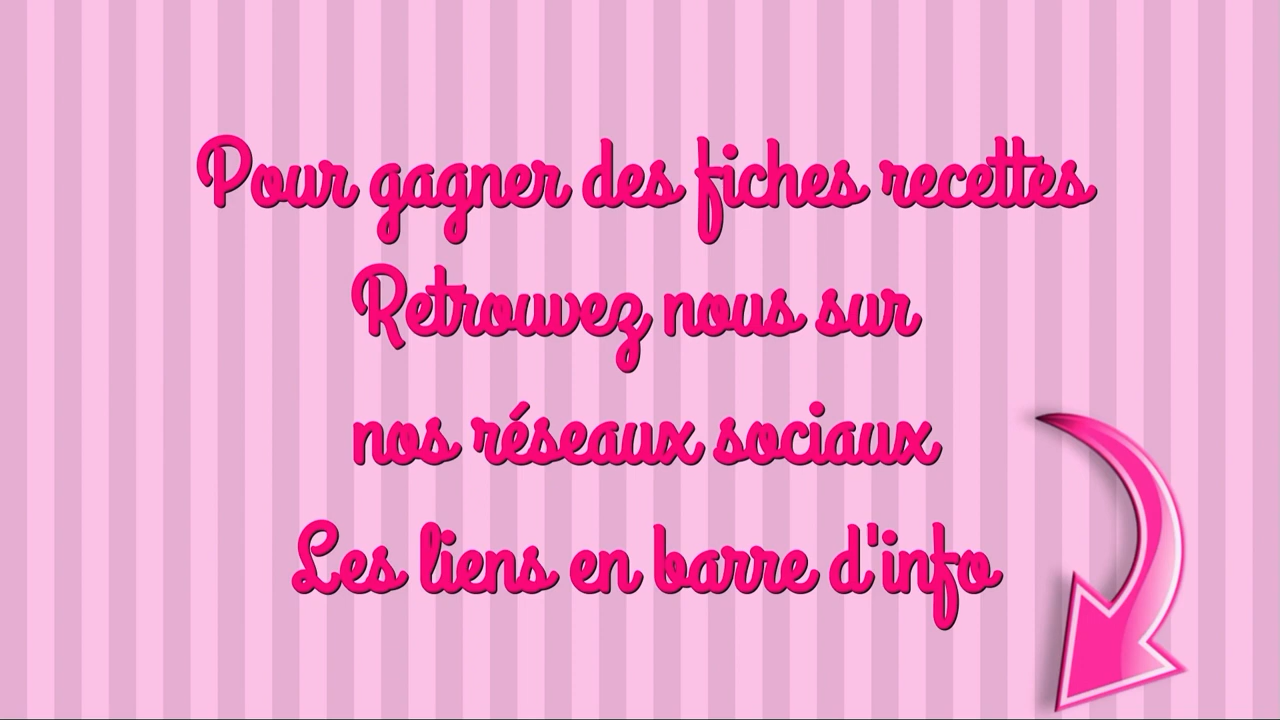 Pour gagner des fiches recettes
Retrouvez nous sur
nos réseaux sociaux
Les liens en barre d'info